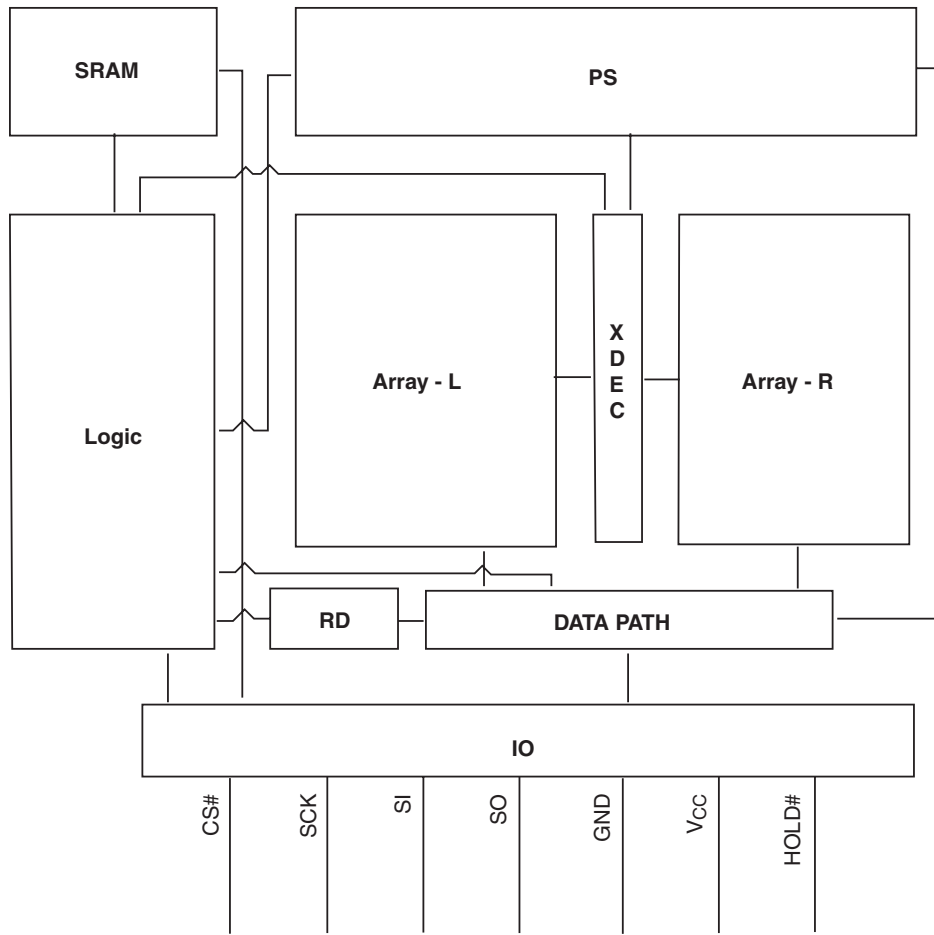 SRAM
PS
Logic
Array - L
X
D
E
C
Array - R
RD
DATA PATH
IO
CS#
SCK
SI
SO
GND
VCC
HOLD#